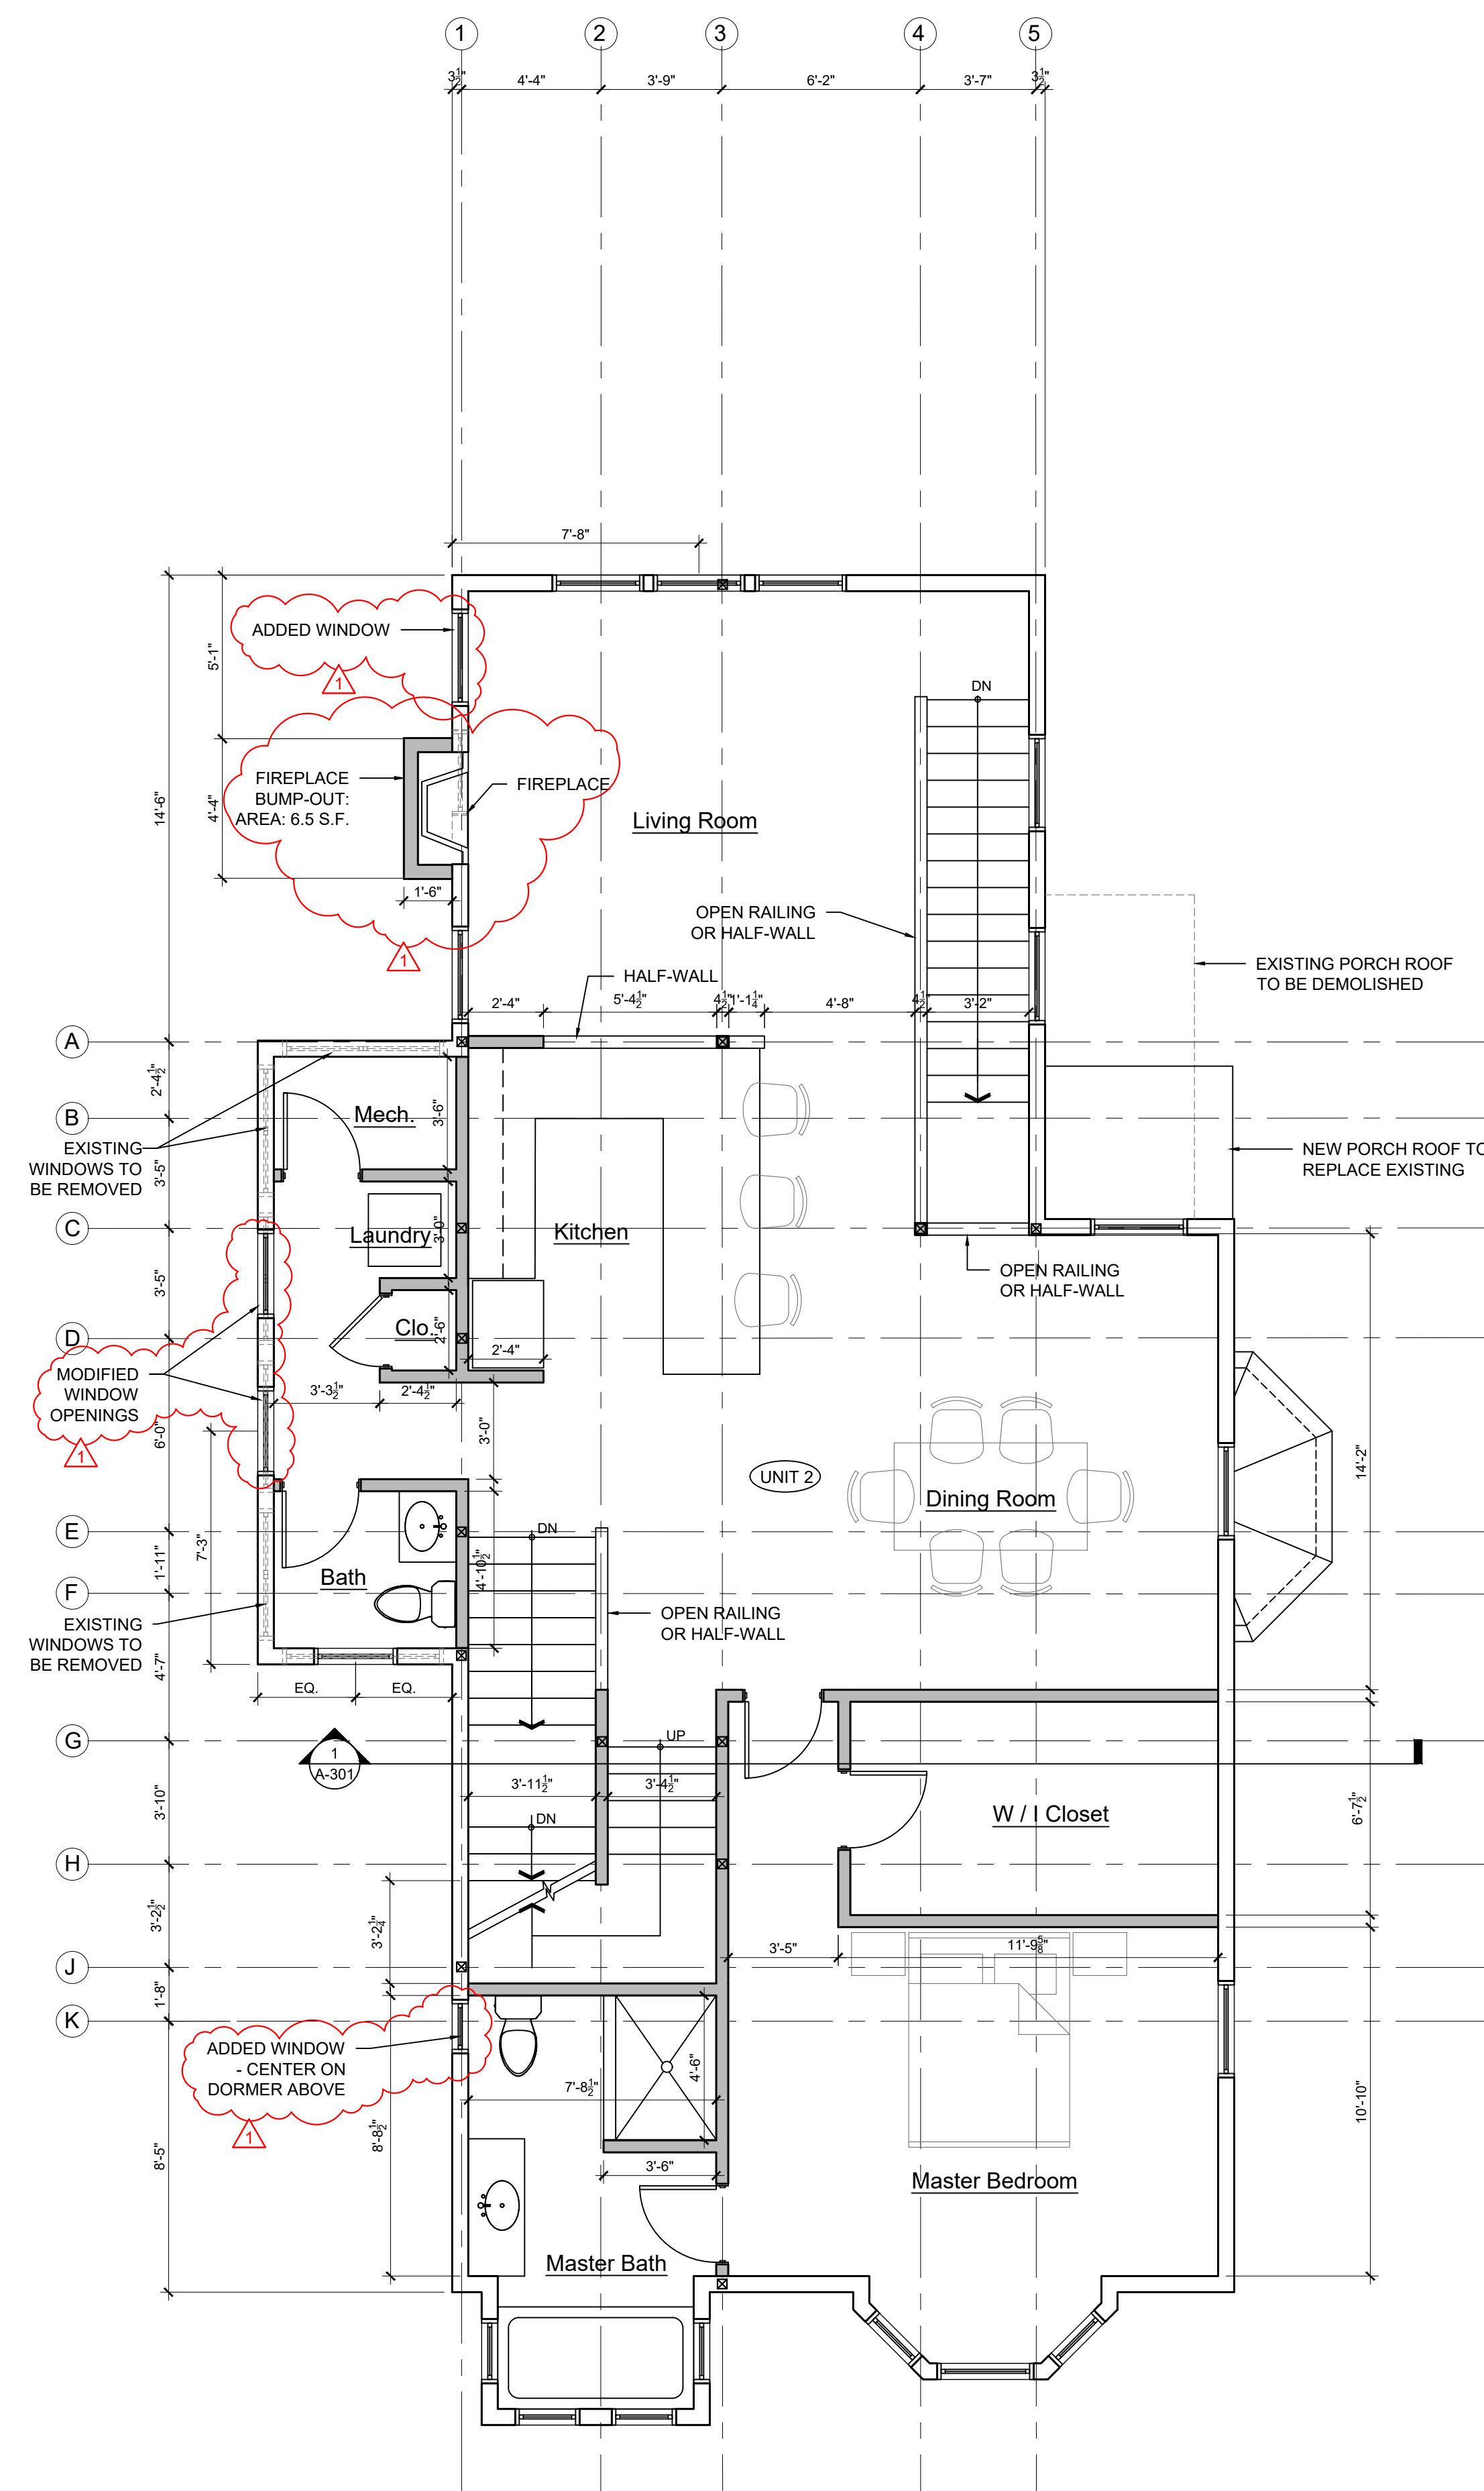 1 2 3 4 5
3½" 4'-4" 3'-9" 6'-2" 3'-7" 3½"
7'-8"
ADDED WINDOW
1
5'-1"
DN
14'-6"
4'-4"
FIREPLACE
BUMP-OUT:
AREA: 6.5 S.F.
FIREPLACE
Living Room
1'-6"
1
OPEN RAILING
OR HALF-WALL
HALF-WALL
EXISTING PORCH ROOF
TO BE DEMOLISHED
2'-4" 5'-4½" 4½" 1'-1¼" 4'-8" 4½" 3'-2"
A
2'-4½"
B
Mech.
3'-6"
EXISTING
WINDOWS TO
BE REMOVED
3'-5"
NEW PORCH ROOF TO
REPLACE EXISTING
C
Laundry
3'-0"
Kitchen
OPEN RAILING
OR HALF-WALL
3'-5"
D
Clo.
2'-6"
2'-4"
MODIFIED
WINDOW
OPENINGS
1
3'-3½" 2'-4½"
6'-0"
3'-0"
14'-2"
UNIT 2
Dining Room
E
DN
7'-3"
1'-11"
4'-10½"
Bath
F
EXISTING
WINDOWS TO
BE REMOVED
OPEN RAILING
OR HALF-WALL
4'-7"
EQ. EQ.
G
UP
1
A-301
3'-11½" 3'-4½"
3'-10"
DN
W / I Closet
6'-7½"
H
3'-2½"
3'-2¼"
3'-5" 11'-9⅝"
J
1'-8"
K
ADDED WINDOW
- CENTER ON
DORMER ABOVE
1
4'-6"
7'-8½"
8'-8½"
8'-5"
10'-10"
3'-6"
Master Bedroom
Master Bath